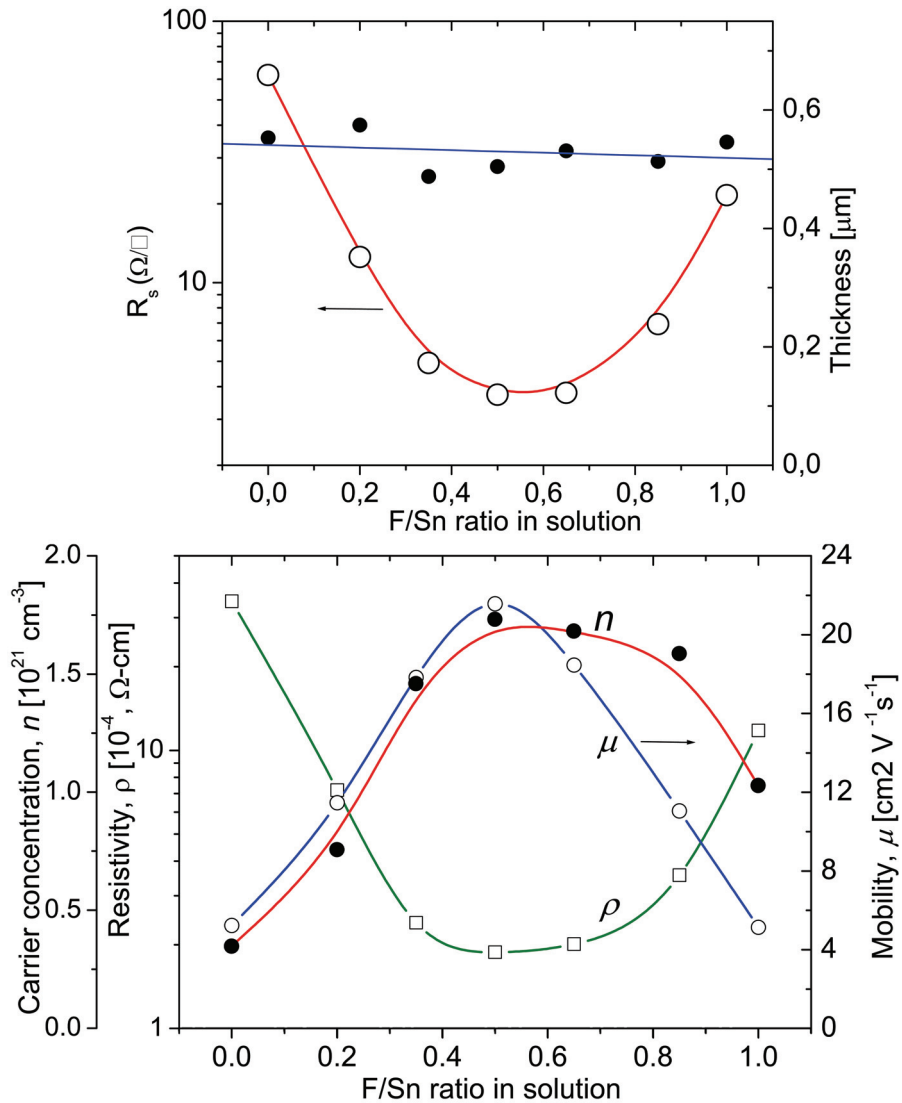 100
10
R_s (Ω/□)
0,6
0,4
0,2
0,0
Thickness [μm]
0,0 0,2 0,4 0,6 0,8 1,0
F/Sn ratio in solution
2.0
1.5
1.0
0.5
0.0
Carrier concentration, n [10^21 cm^-3]
10
1
Resistivity, ρ [10^-4, Ω-cm]
n
μ
ρ
24
20
16
12
8
4
0
Mobility, μ [cm2 V^-1 s^-1]
0.0 0.2 0.4 0.6 0.8 1.0
F/Sn ratio in solution